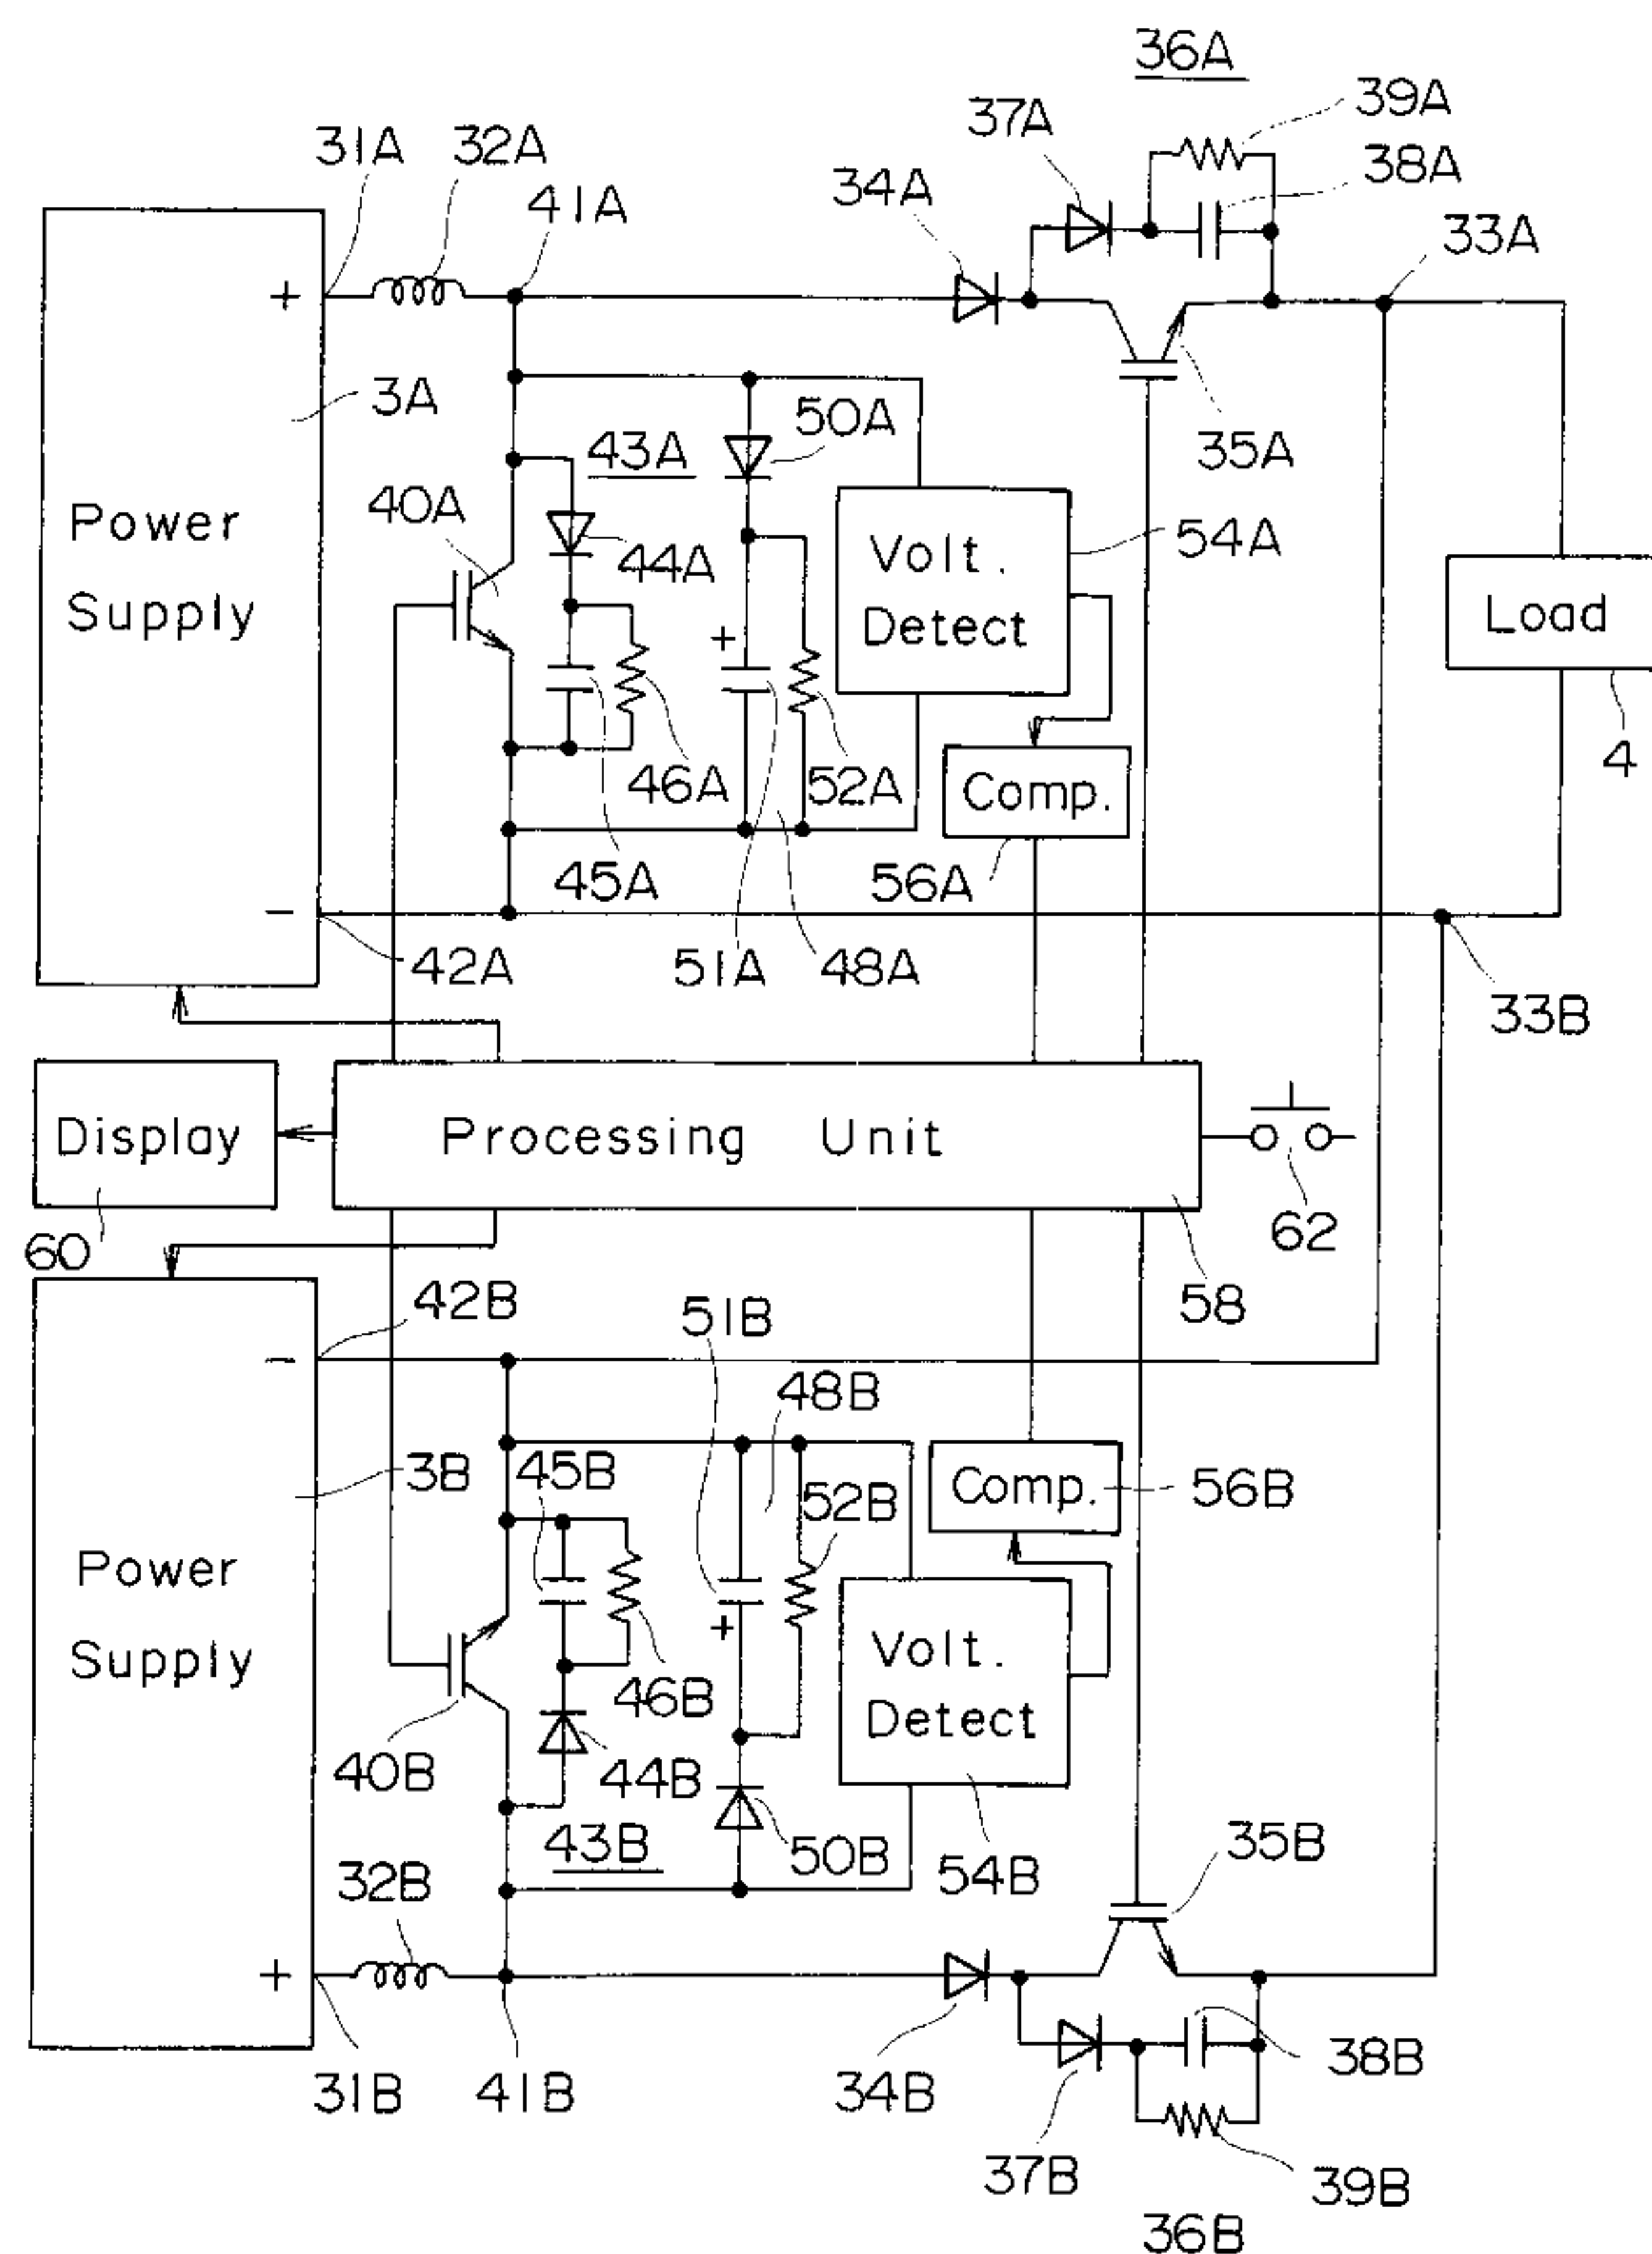 36A
39A
37A
31A 32A
38A
34A
41A
33A
+
3A
50A
43A
35A
40A
Power
Supply
44A
Volt.
Detect
54A
Load
+
4
46A 52A
Comp.
45A
56A
−
42A
51A 48A
33B
Display
Processing Unit
62
60
58
42B
51B
−
48B
3B
45B
52B
Comp.
56B
Power
Supply
+
46B
Volt.
Detect
40B
44B
43B
50B
54B
35B
32B
+
38B
31B
41B
34B
37B
39B
36B